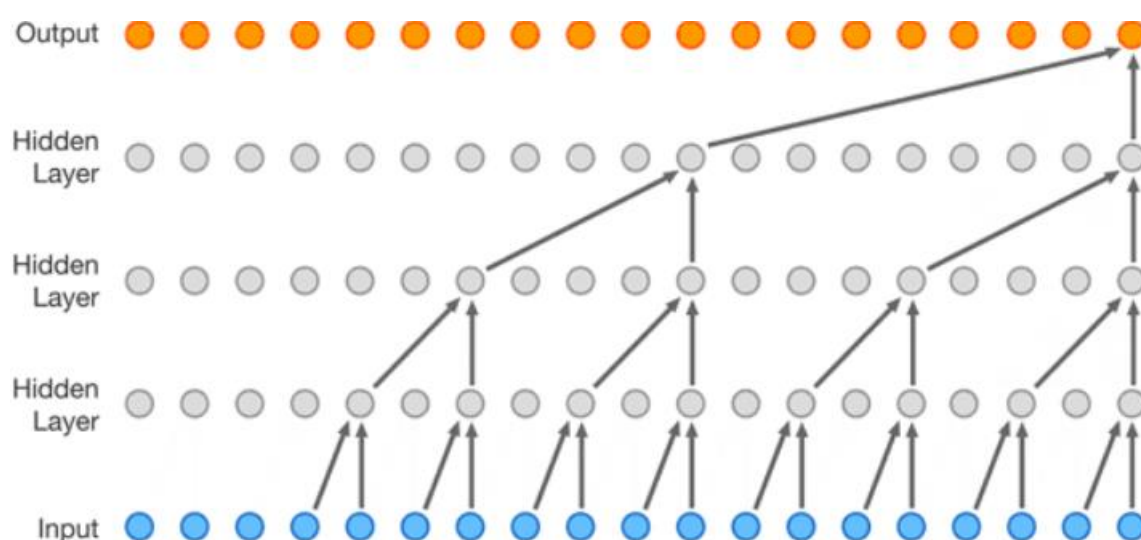 Output
Hidden
Layer
Hidden
Layer
Hidden
Layer
Input